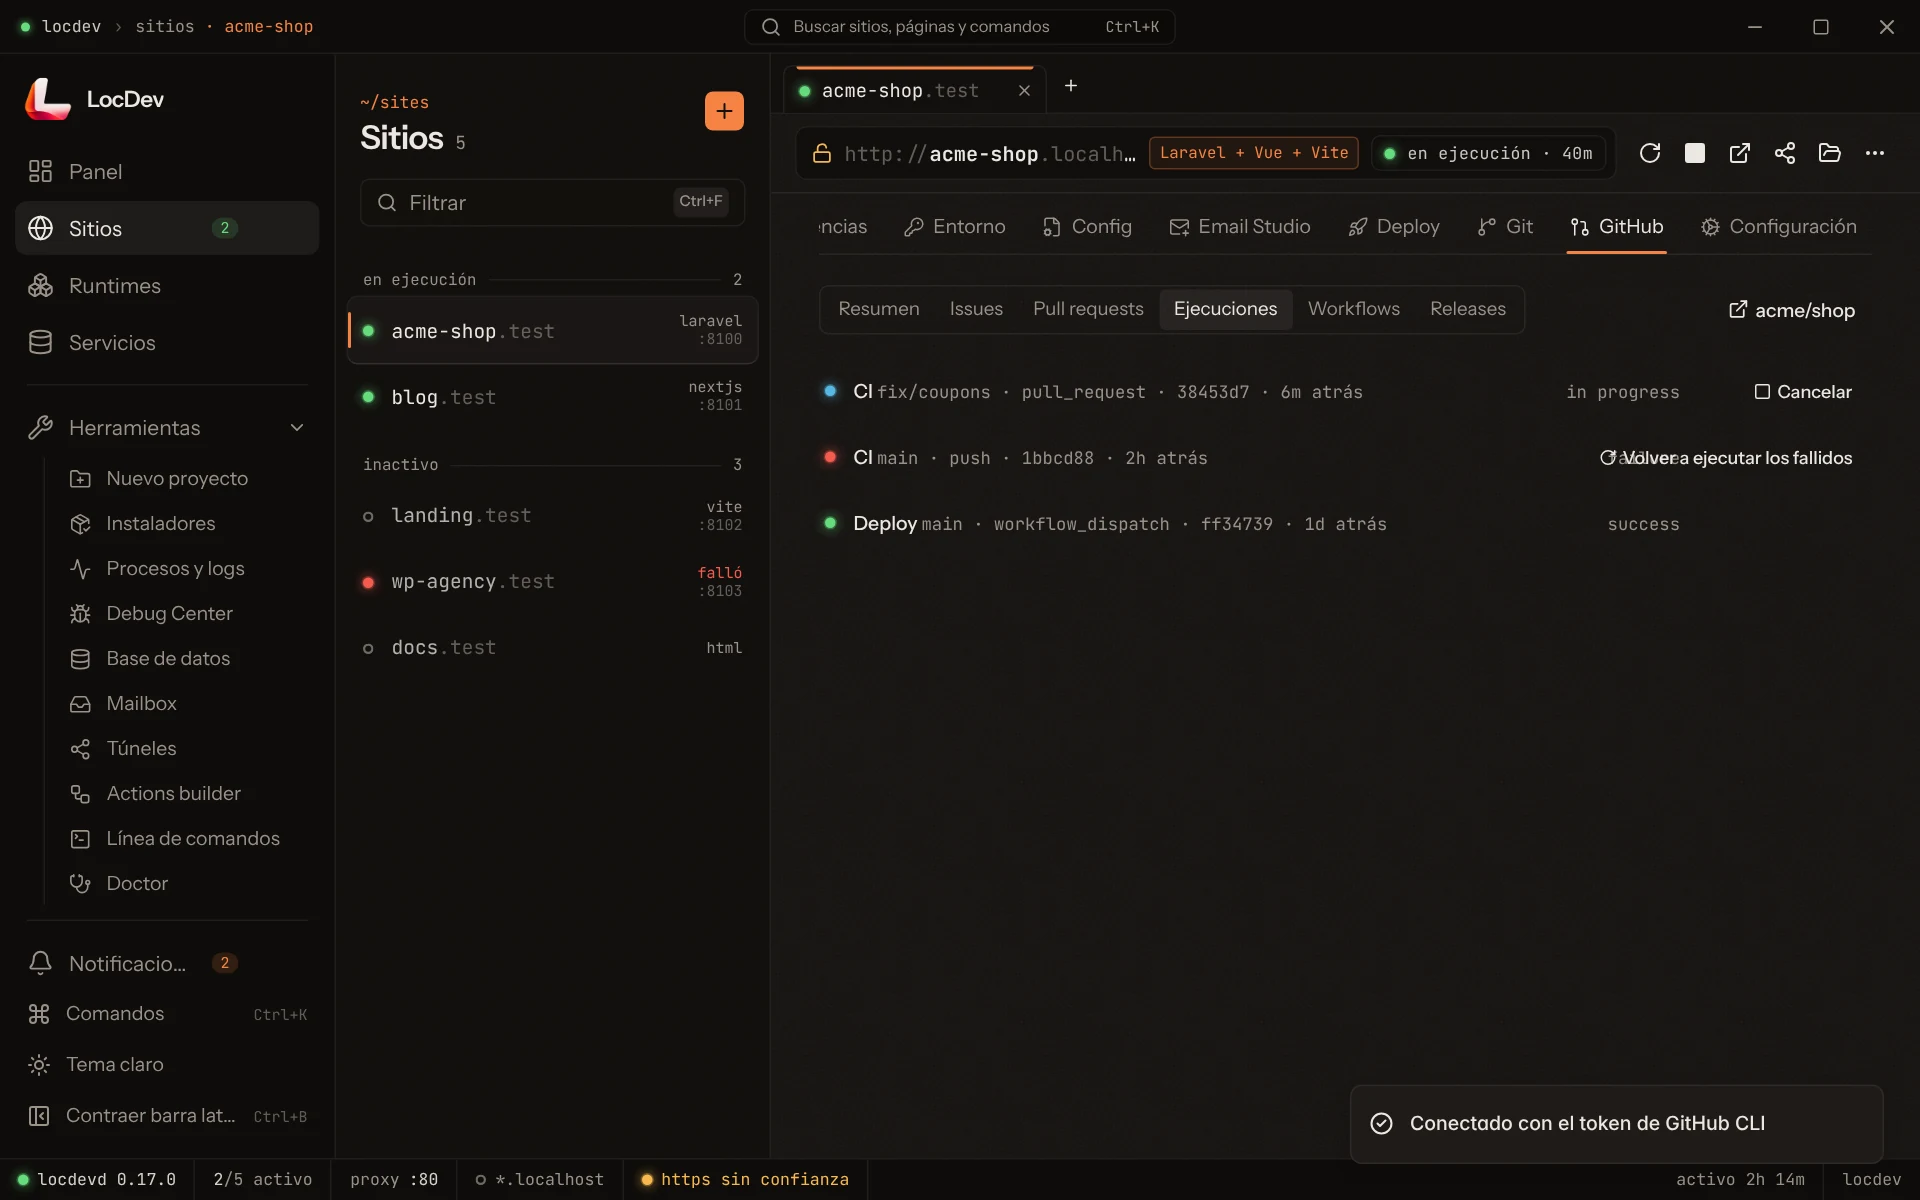 locdev › sitios · acme-shop
Buscar sitios, páginas y comandos Ctrl+K
LocDev
Panel
Sitios 2
Runtimes
Servicios
Herramientas
Nuevo proyecto
Instaladores
Procesos y logs
Debug Center
Base de datos
Mailbox
Túneles
Actions builder
Línea de comandos
Doctor
Notificacio... 2
Comandos Ctrl+K
Tema claro
Contraer barra lat... Ctrl+B
~/sites
Sitios 5
Filtrar Ctrl+F
en ejecución 2
acme-shop.test laravel
:8100
blog.test nextjs
:8101
inactivo 3
landing.test vite
:8102
wp-agency.test falló
:8103
docs.test html
acme-shop.test
http://acme-shop.localh... Laravel + Vue + Vite en ejecución · 40m
encias Entorno Config Email Studio Deploy Git GitHub Configuración
Resumen Issues Pull requests Ejecuciones Workflows Releases acme/shop
CI fix/coupons · pull_request · 38453d7 · 6m atrás in progress Cancelar
CI main · push · 1bbcd88 · 2h atrás Volver a ejecutar los fallidos
Deploy main · workflow_dispatch · ff34739 · 1d atrás success
Conectado con el token de GitHub CLI
locdevd 0.17.0 2/5 activo proxy :80 *.localhost https sin confianza activo 2h 14m locdev